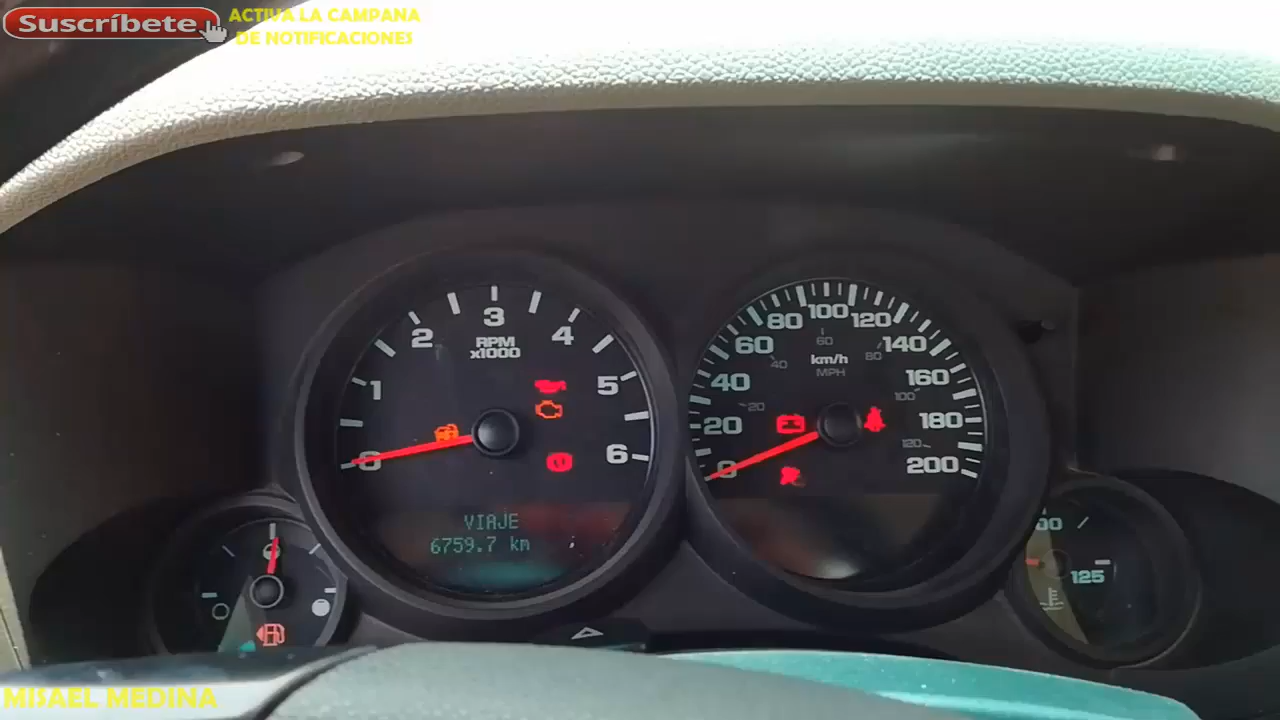 Suscríbete
ACTIVA LA CAMPANA
DE NOTIFICACIONES
1
2
3
4
5
6
0
RPM
x1000
VIAJE
6759.7 km
0
20
40
60
80
100
120
140
160
180
200
20
40
60
80
100
120
km/h
MPH
125
MISAEL MEDINA